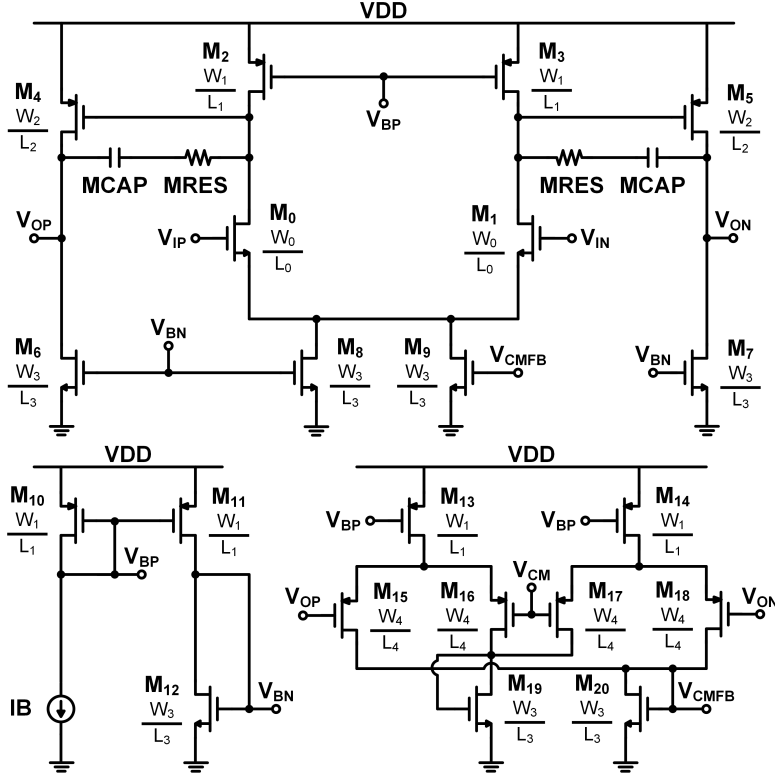 VDD
M2
W1
L1
M3
W1
L1
M4
W2
L2
M5
W2
L2
VBP
MCAP
MRES
MRES
MCAP
VOP
VIP
M0
W0
L0
M1
W0
L0
VIN
VON
VBN
M6
W3
L3
M8
W3
L3
M9
W3
L3
VCMFB
VBN
M7
W3
L3
VDD
M10
W1
L1
M11
W1
L1
VBP
IB
M12
W3
L3
VBN
VDD
VBP
M13
W1
L1
VBP
M14
W1
L1
VOP
M15
W4
L4
M16
W4
L4
VCM
M17
W4
L4
M18
W4
L4
VON
M19
W3
L3
M20
W3
L3
VCMFB